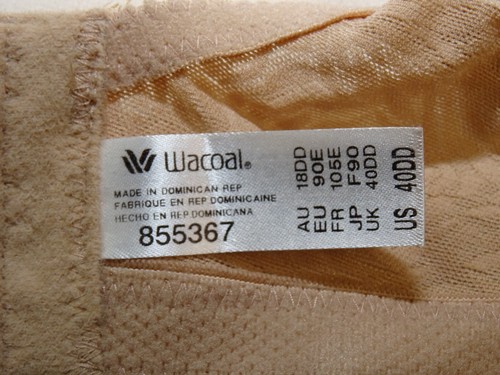 Wacoal®
MADE IN DOMINICAN REP
FABRIQUE EN REP. DOMINICAINE
HECHO EN REP. DOMINICANA
855367
AU 18DD
EU 90E
FR 105E
JP F90
UK 40DD
US 40DD